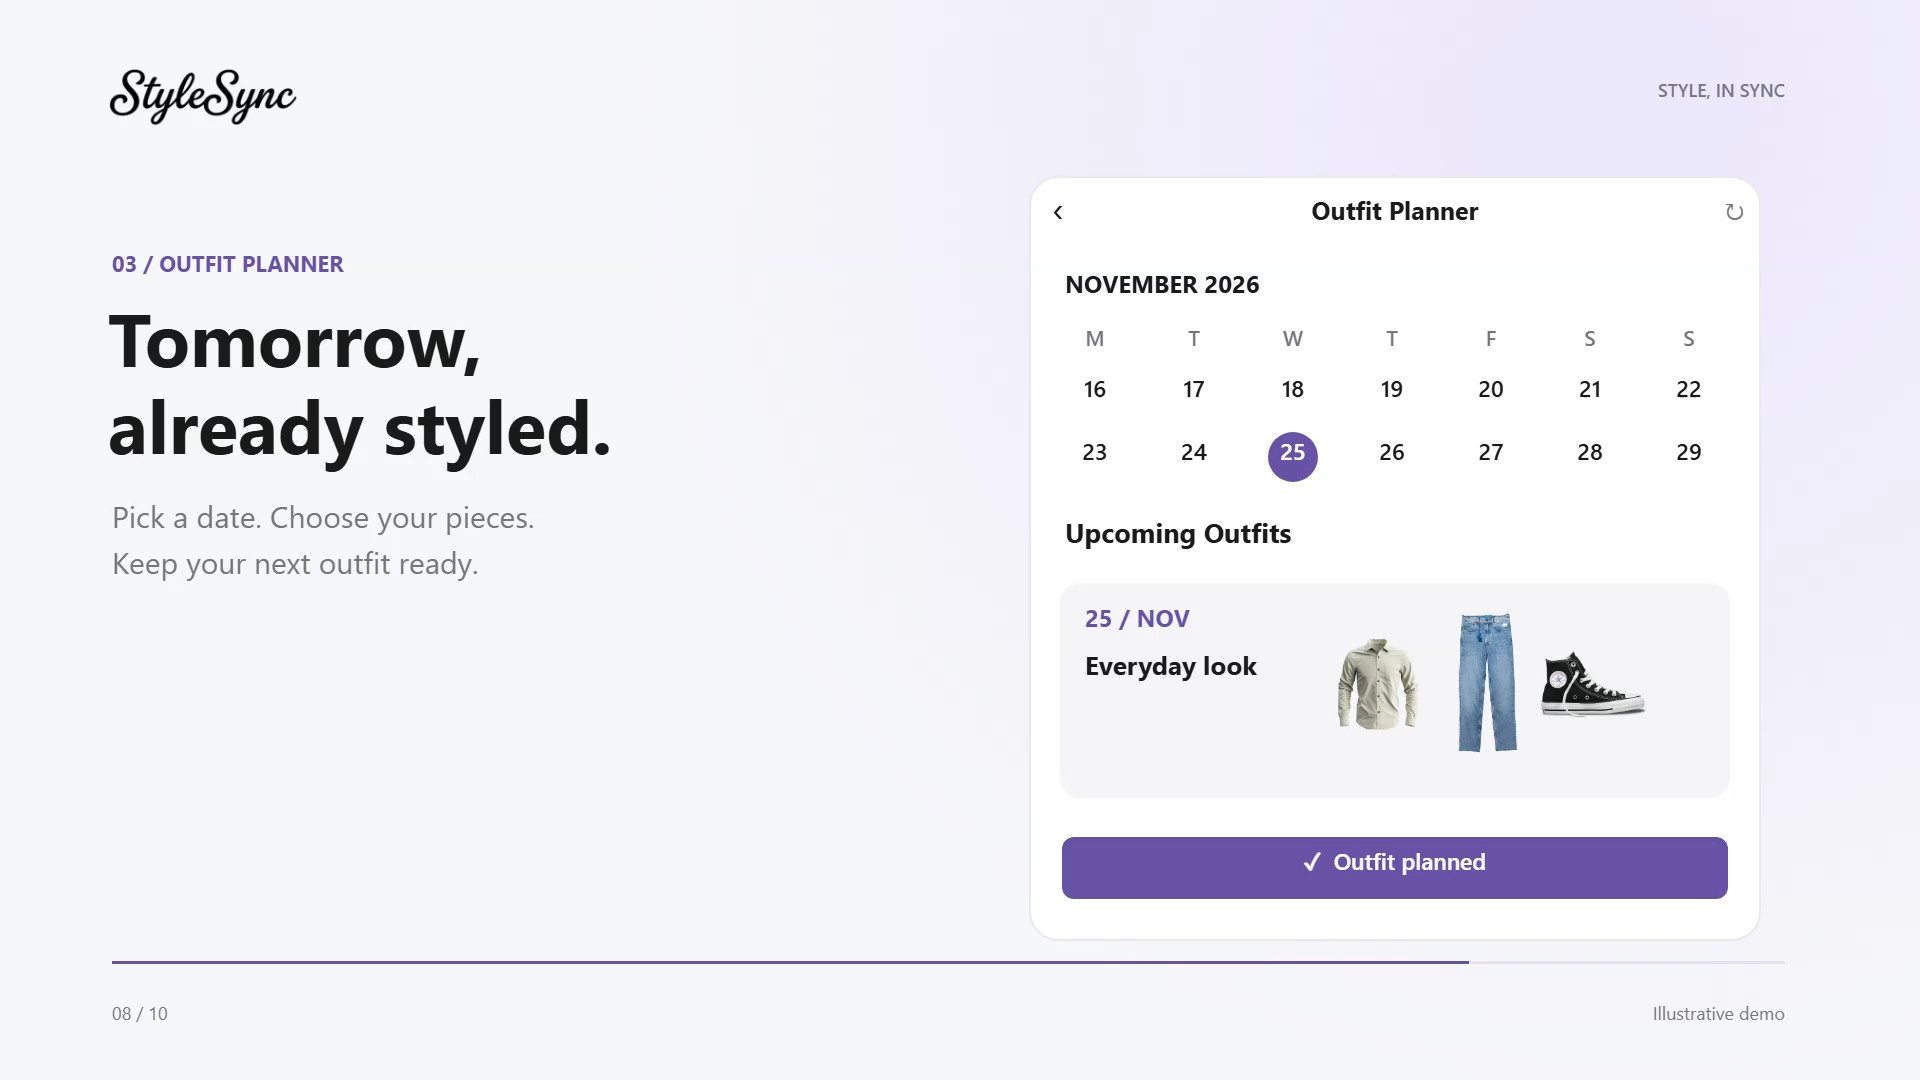 StyleSync
STYLE, IN SYNC
03 / OUTFIT PLANNER
Tomorrow,
already styled.
Pick a date. Choose your pieces.
Keep your next outfit ready.
‹ Outfit Planner ↻
NOVEMBER 2026
M T W T F S S
16 17 18 19 20 21 22
23 24 25 26 27 28 29
Upcoming Outfits
25 / NOV
Everyday look
✓ Outfit planned
08 / 10
Illustrative demo